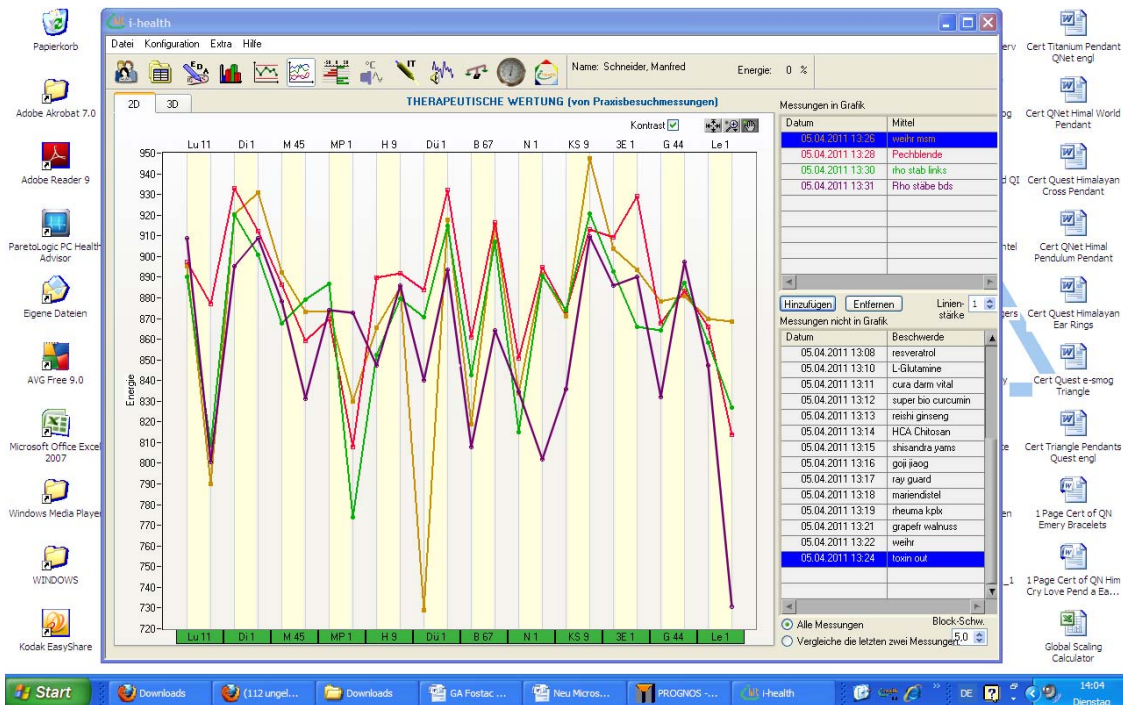 Papierkorb
Adobe Akrobat 7.0
Adobe Reader 9
ParetoLogic PC Health Advisor
Eigene Dateien
AVG Free 9.0
Microsoft Office Excel 2007
Windows Media Player
WINDOWS
Kodak EasyShare
i-health
Datei Konfiguration Extra Hilfe
EDA °C IT Name: Schneider, Manfred Energie: 0 %
2D 3D THERAPEUTISCHE WERTUNG (von Praxisbesuchmessungen)
Kontrast
Lu 11 Di 1 M 45 MP 1 H 9 Dü 1 B 67 N 1 KS 9 3E 1 G 44 Le 1
950
940
930
920
910
900
890
880
870
860
850
840
830
820
810
800
790
780
770
760
750
740
730
720
Energie
Lu 11 Di 1 M 45 MP 1 H 9 Dü 1 B 67 N 1 KS 9 3E 1 G 44 Le 1
Messungen in Grafik
Datum Mittel
05.04.2011 13:26 weihr msm
05.04.2011 13:28 Pechblende
05.04.2011 13:30 rho stab links
05.04.2011 13:31 Rho stäbe bds
Hinzufügen Entfernen Linien-stärke 1
Messungen nicht in Grafik
Datum Beschwerde
05.04.2011 13:08 resveratrol
05.04.2011 13:10 L-Glutamine
05.04.2011 13:11 cura darm vital
05.04.2011 13:12 super bio curcumin
05.04.2011 13:13 reishi ginseng
05.04.2011 13:14 HCA Chitosan
05.04.2011 13:15 shisandra yams
05.04.2011 13:16 goji jiaog
05.04.2011 13:17 ray guard
05.04.2011 13:18 mariendistel
05.04.2011 13:19 rheuma kplx
05.04.2011 13:21 grapefr walnuss
05.04.2011 13:22 weihr
05.04.2011 13:24 toxin out
Alle Messungen Block-Schw.
Vergleiche die letzten zwei Messungen 5,0
Cert Titanium Pendant QNet engl
Cert QNet Himal World Pendant
Cert Quest Himalayan Cross Pendant
Cert QNet Himal Pendulum Pendant
Cert Quest Himalayan Ear Rings
Cert Quest e-smog Triangle
Cert Triangle Pendants Quest engl
1 Page Cert of QN Emery Bracelets
1 Page Cert of QN Him Cry Love Pend a Ea...
Global Scaling Calculator
Start Downloads (112 ungel... Downloads GA Fostac ... Neu Micros... PROGNOS -... i-health DE 14:04
Dienstag